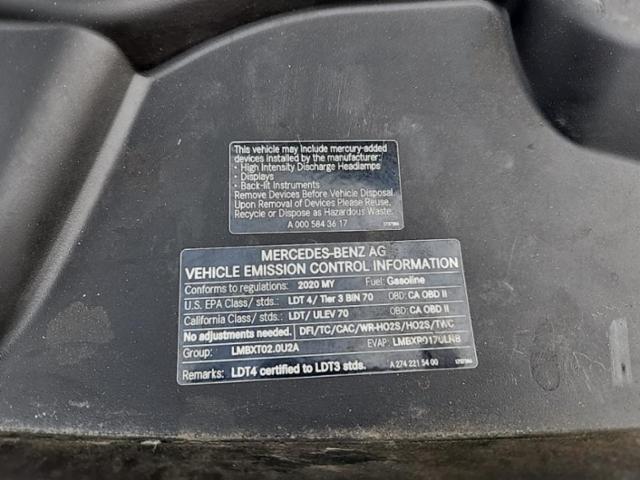 This vehicle may include mercury-added
devices installed by the manufacturer:
• High Intensity Discharge Headlamps
• Displays
• Back-lit Instruments
Remove Devices Before Vehicle Disposal
Upon Removal of Devices Please Reuse,
Recycle or Dispose as Hazardous Waste.
A 000 584 36 17
MERCEDES-BENZ AG
VEHICLE EMISSION CONTROL INFORMATION
Conforms to regulations: 2020 MY Fuel: Gasoline
U.S. EPA Class/ stds.: LDT 4/ Tier 3 BIN 70 OBD: CA OBD II
California Class/ stds.: LDT/ ULEV 70 OBD: CA OBD II
No adjustments needed. DFI/TC/CAC/WR-HO2S/HO2S/TWC
Group: LMBXT02.0U2A EVAP: LMBXR0170LNB
Remarks: LDT4 certified to LDT3 stds. A 274 221 54 00